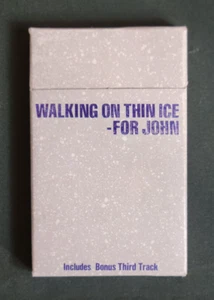 WALKING ON THIN ICE
-FOR JOHN
Includes Bonus Third Track